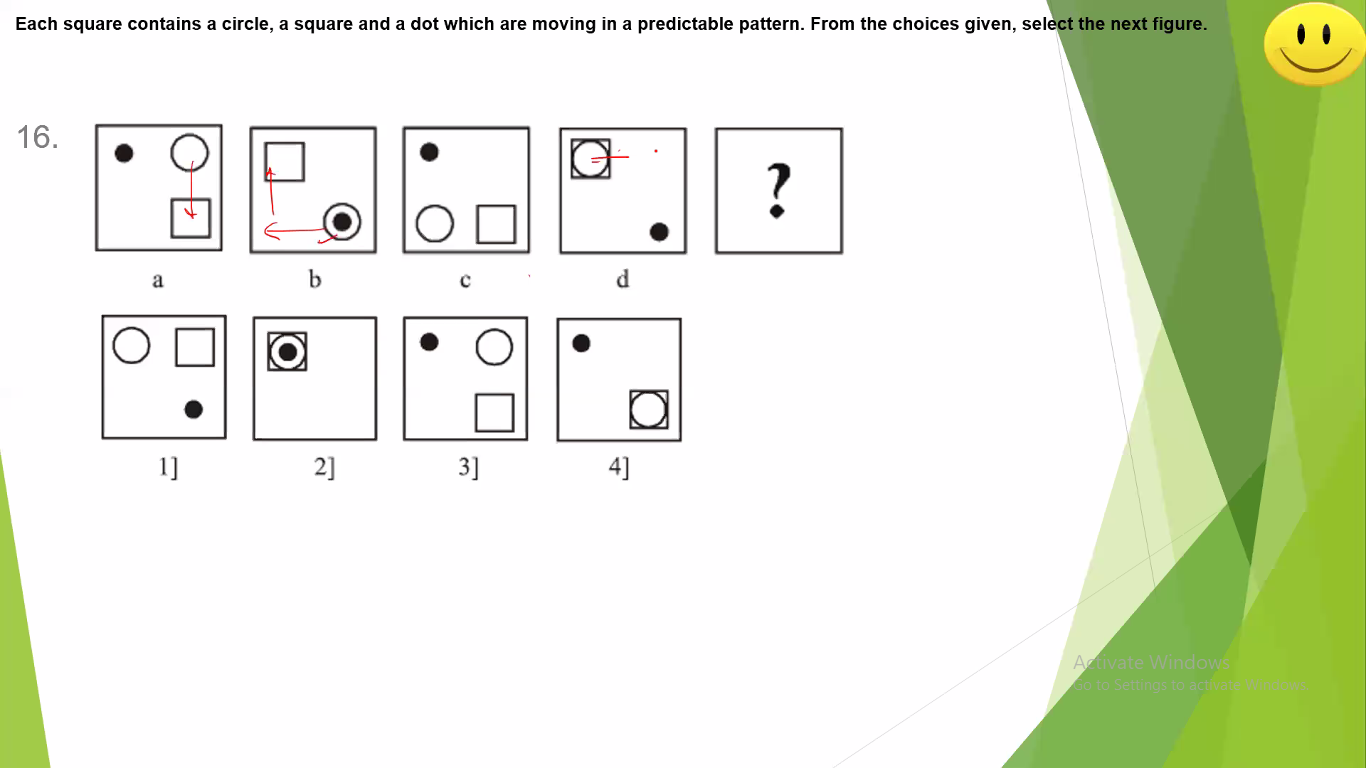 Each square contains a circle, a square and a dot which are moving in a predictable pattern. From the choices given, select the next figure.
16.
?
a b c d
1] 2] 3] 4]
Activate Windows
Go to Settings to activate Windows.